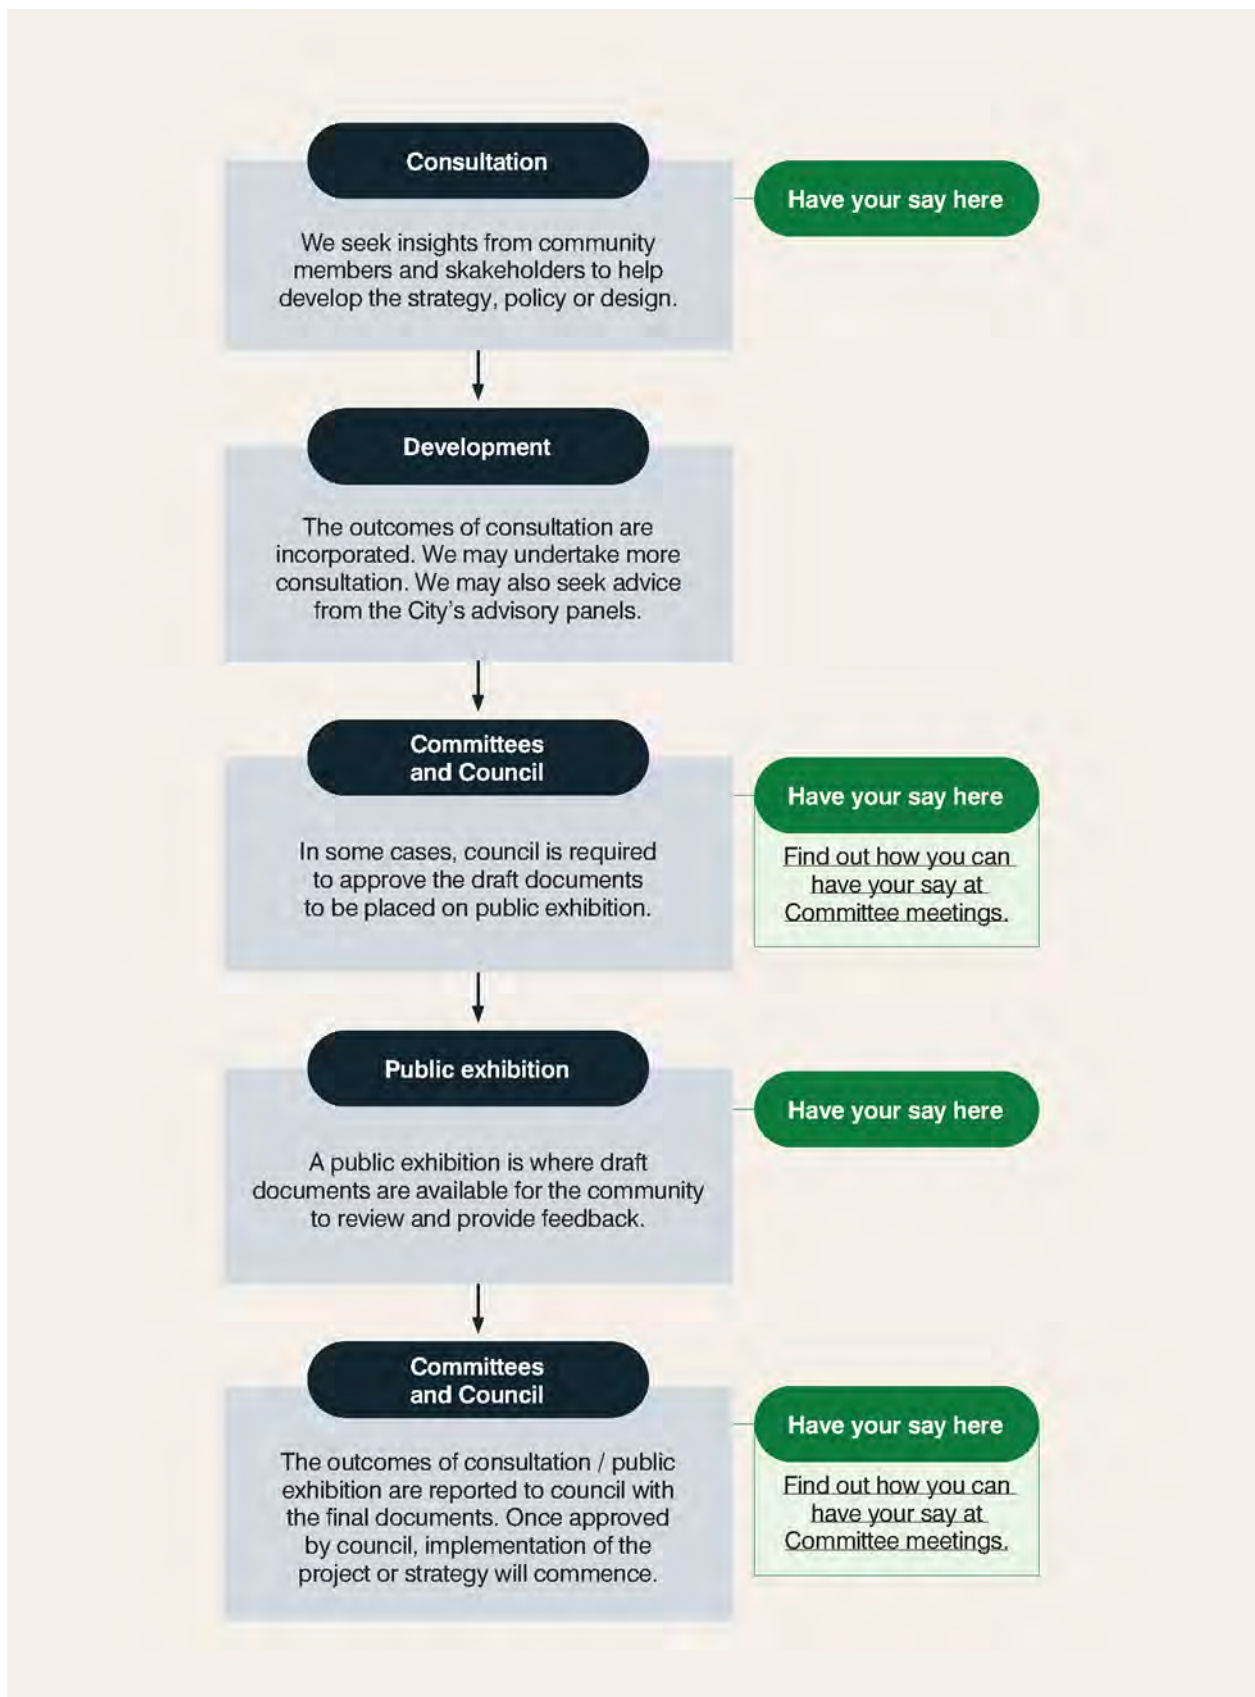 Consultation
Have your say here
We seek insights from community
members and skakeholders to help
develop the strategy, policy or design.
Development
The outcomes of consultation are
incorporated. We may undertake more
consultation. We may also seek advice
from the City's advisory panels.
Committees
and Council
Have your say here
In some cases, council is required
to approve the draft documents
to be placed on public exhibition.
Find out how you can
have your say at
Committee meetings.
Public exhibition
Have your say here
A public exhibition is where draft
documents are available for the community
to review and provide feedback.
Committees
and Council
Have your say here
The outcomes of consultation / public
exhibition are reported to council with
the final documents. Once approved
by council, implementation of the
project or strategy will commence.
Find out how you can
have your say at
Committee meetings.